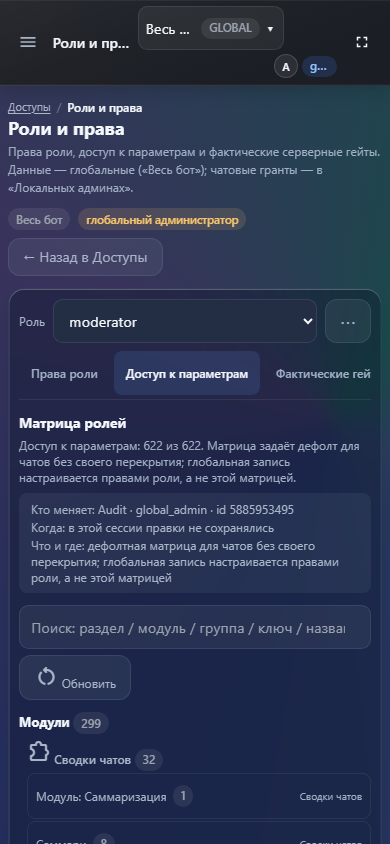 Роли и пр...
Весь ... GLOBAL ▾
A g...
Доступы / Роли и права
Роли и права
Права роли, доступ к параметрам и фактические серверные гейты.
Данные — глобальные («Весь бот»); чатовые гранты — в
«Локальных админах».
Весь бот глобальный администратор
← Назад в Доступы
Роль moderator ...
Права роли Доступ к параметрам Фактические гей
Матрица ролей
Доступ к параметрам: 622 из 622. Матрица задаёт дефолт для
чатов без своего перекрытия; глобальная запись
настраивается правами роли, а не этой матрицей.
Кто меняет: Audit · global_admin · id 5885953495
Когда: в этой сессии правки не сохранялись
Что и где: дефолтная матрица для чатов без своего
перекрытия; глобальная запись настраивается правами
роли, а не этой матрицей
Поиск: раздел / модуль / группа / ключ / назва
Обновить
Модули 299
Сводки чатов 32
Модуль: Саммаризация 1 Сводки чатов